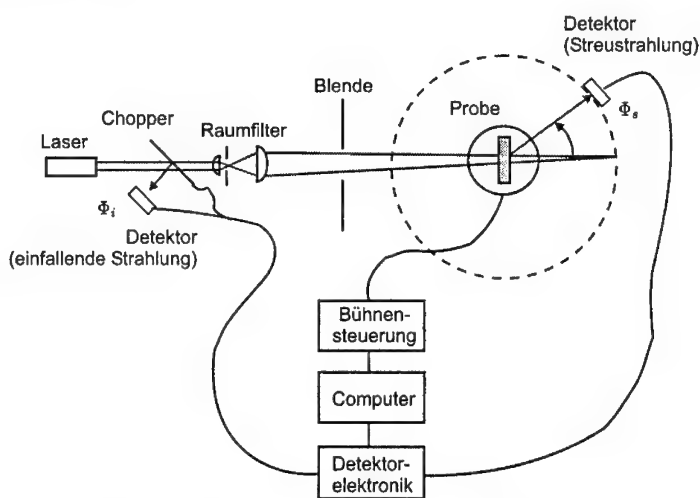 Detektor
(Streustrahlung)
Blende
Chopper
Probe
Φs
Raumfilter
Laser
Φi
Detektor
(einfallende Strahlung)
Bühnen-
steuerung
Computer
Detektor-
elektronik